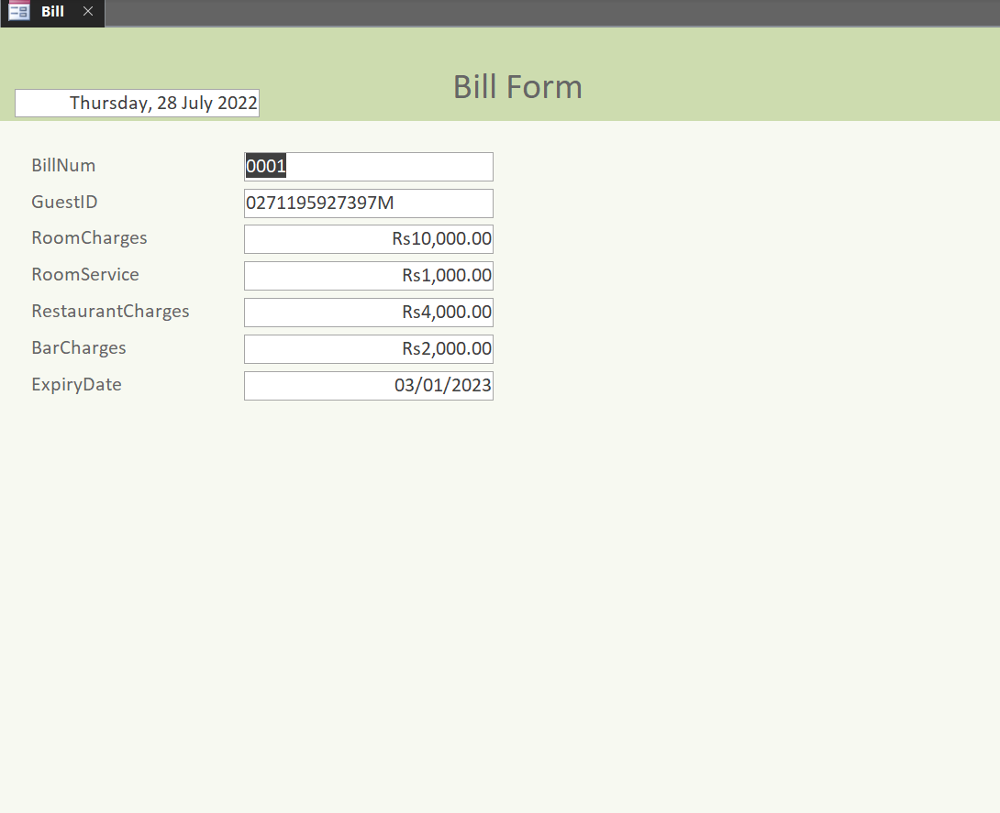 Bill
Bill Form
Thursday, 28 July 2022
BillNum 0001
GuestID 0271195927397M
RoomCharges Rs10,000.00
RoomService Rs1,000.00
RestaurantCharges Rs4,000.00
BarCharges Rs2,000.00
ExpiryDate 03/01/2023